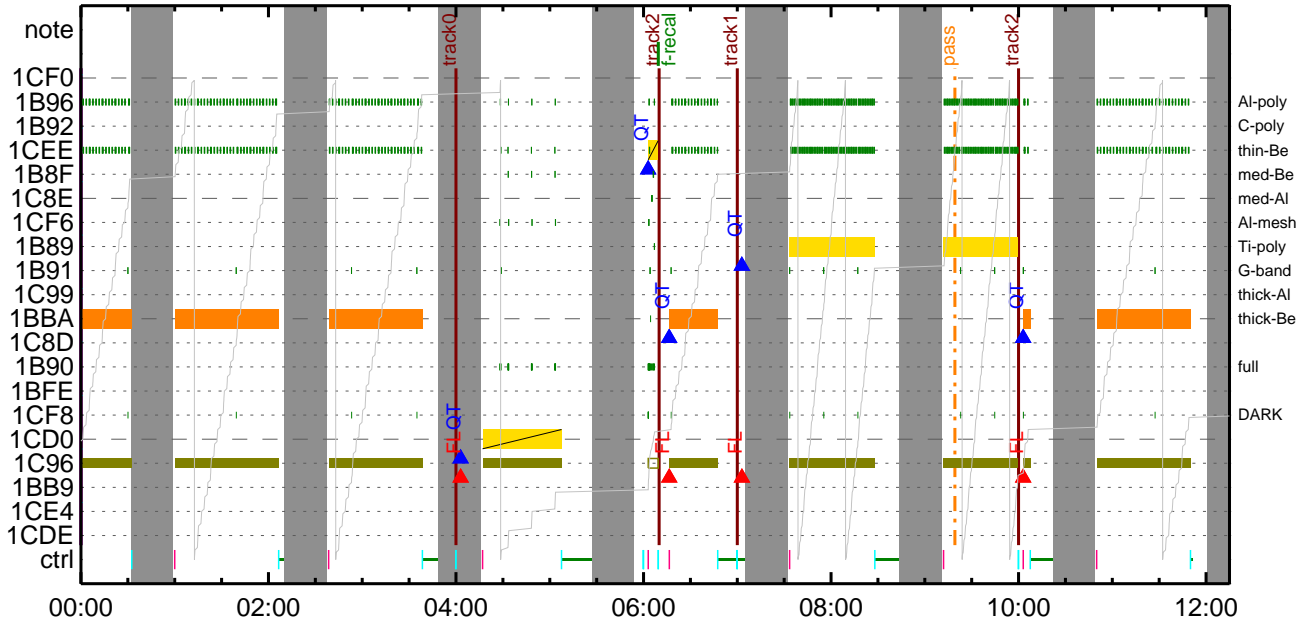 note
track0
track2
f-recal
track1
pass
track2
1CF0
1B96 Al-poly
1B92 C-poly
QT
1CEE thin-Be
1B8F med-Be
1C8E med-Al
1CF6 Al-mesh
QT
1B89 Ti-poly
1B91 G-band
1C99 thick-Al
QT
QT
1BBA thick-Be
1C8D
1B90 full
1BFE
1CF8 DARK
QT
1CD0
FL
FL
FL
FL
1C96
1BB9
1CE4
1CDE
ctrl
00:00 02:00 04:00 06:00 08:00 10:00 12:00